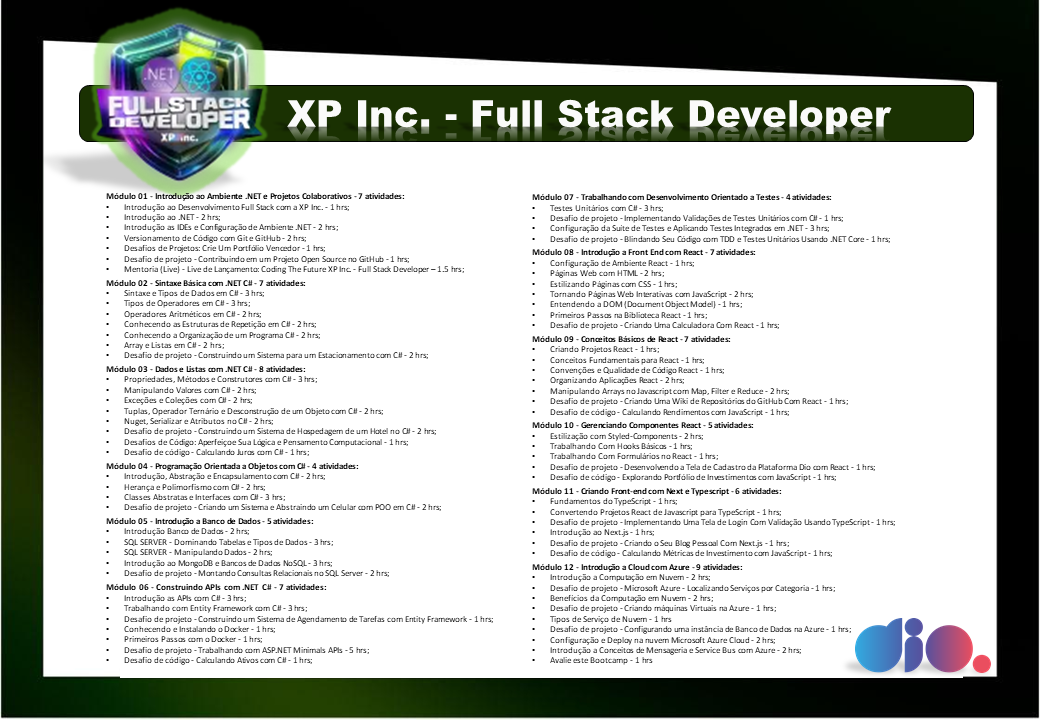 .NET
FULLSTACK
DEVELOPER
XP inc.
XP Inc. - Full Stack Developer
Módulo 01 - Introdução ao Ambiente .NET e Projetos Colaborativos - 7 atividades:
• Introdução ao Desenvolvimento Full Stack com a XP Inc. - 1 hrs;
• Introdução ao .NET - 2 hrs;
• Introdução as IDEs e Configuração de Ambiente .NET - 2 hrs;
• Versionamento de Código com Git e GitHub - 2 hrs;
• Desafios de Projetos: Crie Um Portfólio Vencedor - 1 hrs;
• Desafio de projeto - Contribuindo em um Projeto Open Source no GitHub - 1 hrs;
• Mentoria (Live) - Live de Lançamento: Coding The Future XP Inc. - Full Stack Developer – 1.5 hrs;
Módulo 02 - Sintaxe Básica com .NET C# - 7 atividades:
• Sintaxe e Tipos de Dados em C# - 3 hrs;
• Tipos de Operadores em C# - 3 hrs;
• Operadores Aritméticos em C# - 2 hrs;
• Conhecendo as Estruturas de Repetição em C# - 2 hrs;
• Conhecendo a Organização de um Programa C# - 2 hrs;
• Array e Listas em C# - 2 hrs;
• Desafio de projeto - Construindo um Sistema para um Estacionamento com C# - 2 hrs;
Módulo 03 - Dados e Listas com .NET C# - 8 atividades:
• Propriedades, Métodos e Construtores com C# - 3 hrs;
• Manipulando Valores com C# - 2 hrs;
• Exceções e Coleções com C# - 2 hrs;
• Tuplas, Operador Ternário e Desconstrução de um Objeto com C# - 2 hrs;
• Nuget, Serializar e Atributos no C# - 2 hrs;
• Desafio de projeto - Construindo um Sistema de Hospedagem de um Hotel no C# - 2 hrs;
• Desafios de Código: Aperfeiçoe Sua Lógica e Pensamento Computacional - 1 hrs;
• Desafio de código - Calculando Juros com C# - 1 hrs;
Módulo 04 - Programação Orientada a Objetos com C# - 4 atividades:
• Introdução, Abstração e Encapsulamento com C# - 2 hrs;
• Herança e Polimorfismo com C# - 2 hrs;
• Classes Abstratas e Interfaces com C# - 3 hrs;
• Desafio de projeto - Criando um Sistema e Abstraindo um Celular com POO em C# - 2 hrs;
Módulo 05 - Introdução a Banco de Dados - 5 atividades:
• Introdução Banco de Dados - 2 hrs;
• SQL SERVER - Dominando Tabelas e Tipos de Dados - 3 hrs;
• SQL SERVER - Manipulando Dados - 2 hrs;
• Introdução ao MongoDB e Bancos de Dados NoSQL - 3 hrs;
• Desafio de projeto - Montando Consultas Relacionais no SQL Server - 2 hrs;
Módulo 06 - Construindo APIs com .NET C# - 7 atividades:
• Introdução as APIs com C# - 3 hrs;
• Trabalhando com Entity Framework com C# - 3 hrs;
• Desafio de projeto - Construindo um Sistema de Agendamento de Tarefas com Entity Framework - 1 hrs;
• Conhecendo e Instalando o Docker - 1 hrs;
• Primeiros Passos com o Docker - 1 hrs;
• Desafio de projeto - Trabalhando com ASP.NET Minimals APIs - 5 hrs;
• Desafio de código - Calculando Ativos com C# - 1 hrs;
Módulo 07 - Trabalhando com Desenvolvimento Orientado a Testes - 4 atividades:
• Testes Unitários com C# - 3 hrs;
• Desafio de projeto - Implementando Validações de Testes Unitários com C# - 1 hrs;
• Configuração da Suíte de Testes e Aplicando Testes Integrados em .NET - 3 hrs;
• Desafio de projeto - Blindando Seu Código com TDD e Testes Unitários Usando .NET Core - 1 hrs;
Módulo 08 - Introdução a Front End com React - 7 atividades:
• Configuração de Ambiente React - 1 hrs;
• Páginas Web com HTML - 2 hrs;
• Estilizando Páginas com CSS - 1 hrs;
• Tornando Páginas Web Interativas com JavaScript - 2 hrs;
• Entendendo a DOM (Document Object Model) - 1 hrs;
• Primeiros Passos na Biblioteca React - 1 hrs;
• Desafio de projeto - Criando Uma Calculadora Com React - 1 hrs;
Módulo 09 - Conceitos Básicos de React - 7 atividades:
• Criando Projetos React - 1 hrs;
• Conceitos Fundamentais para React - 1 hrs;
• Convenções e Qualidade de Código React - 1 hrs;
• Organizando Aplicações React - 2 hrs;
• Manipulando Arrays no Javascript com Map, Filter e Reduce - 2 hrs;
• Desafio de projeto - Criando Uma Wiki de Repositórios do GitHub Com React - 1 hrs;
• Desafio de código - Calculando Rendimentos com JavaScript - 1 hrs;
Módulo 10 - Gerenciando Componentes React - 5 atividades:
• Estilização com Styled-Components - 2 hrs;
• Trabalhando Com Hooks Básicos - 1 hrs;
• Trabalhando Com Formulários no React - 1 hrs;
• Desafio de projeto - Desenvolvendo a Tela de Cadastro da Plataforma Dio com React - 1 hrs;
• Desafio de código - Explorando Portfólio de Investimentos com JavaScript - 1 hrs;
Módulo 11 - Criando Front-end com Next e Typescript - 6 atividades:
• Fundamentos do TypeScript - 1 hrs;
• Convertendo Projetos React de Javascript para TypeScript - 1 hrs;
• Desafio de projeto - Implementando Uma Tela de Login Com Validação Usando TypeScript - 1 hrs;
• Introdução ao Next.js - 1 hrs;
• Desafio de projeto - Criando o Seu Blog Pessoal Com Next.js - 1 hrs;
• Desafio de código - Calculando Métricas de Investimento com JavaScript - 1 hrs;
Módulo 12 - Introdução a Cloud com Azure - 9 atividades:
• Introdução a Computação em Nuvem - 2 hrs;
• Desafio de projeto - Microsoft Azure - Localizando Serviços por Categoria - 1 hrs;
• Benefícios da Computação em Nuvem - 2 hrs;
• Desafio de projeto - Criando máquinas Virtuais na Azure - 1 hrs;
• Tipos de Serviço de Nuvem - 1 hrs
• Desafio de projeto - Configurando uma instância de Banco de Dados na Azure - 1 hrs;
• Configuração e Deploy na nuvem Microsoft Azure Cloud - 2 hrs;
• Introdução a Conceitos de Mensageria e Service Bus com Azure - 2 hrs;
• Avalie este Bootcamp - 1 hrs
dio.